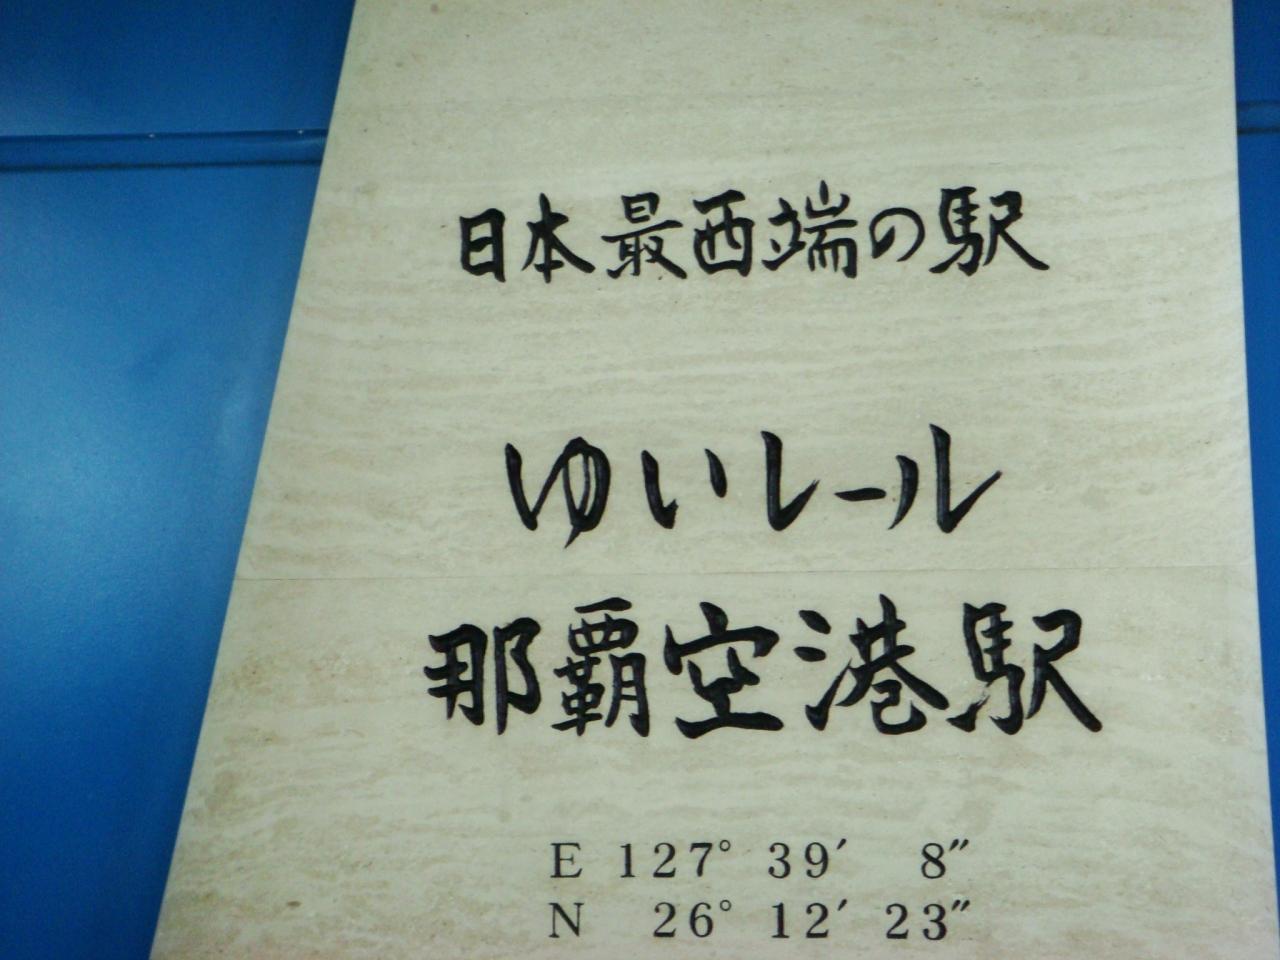 日本最西端の駅
ゆいレール
那覇空港駅
E 127° 39′ 8″
N 26° 12′ 23″